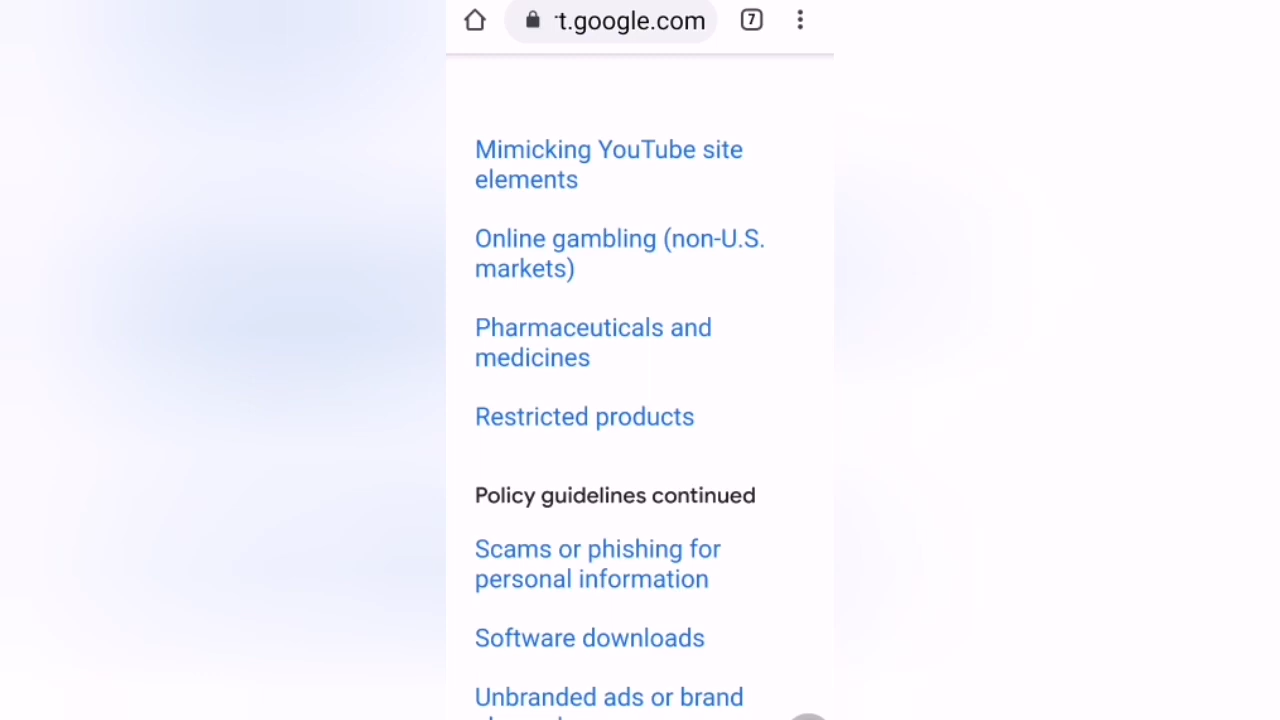 t.google.com
7
Mimicking YouTube site
elements
Online gambling (non-U.S.
markets)
Pharmaceuticals and
medicines
Restricted products
Policy guidelines continued
Scams or phishing for
personal information
Software downloads
Unbranded ads or brand